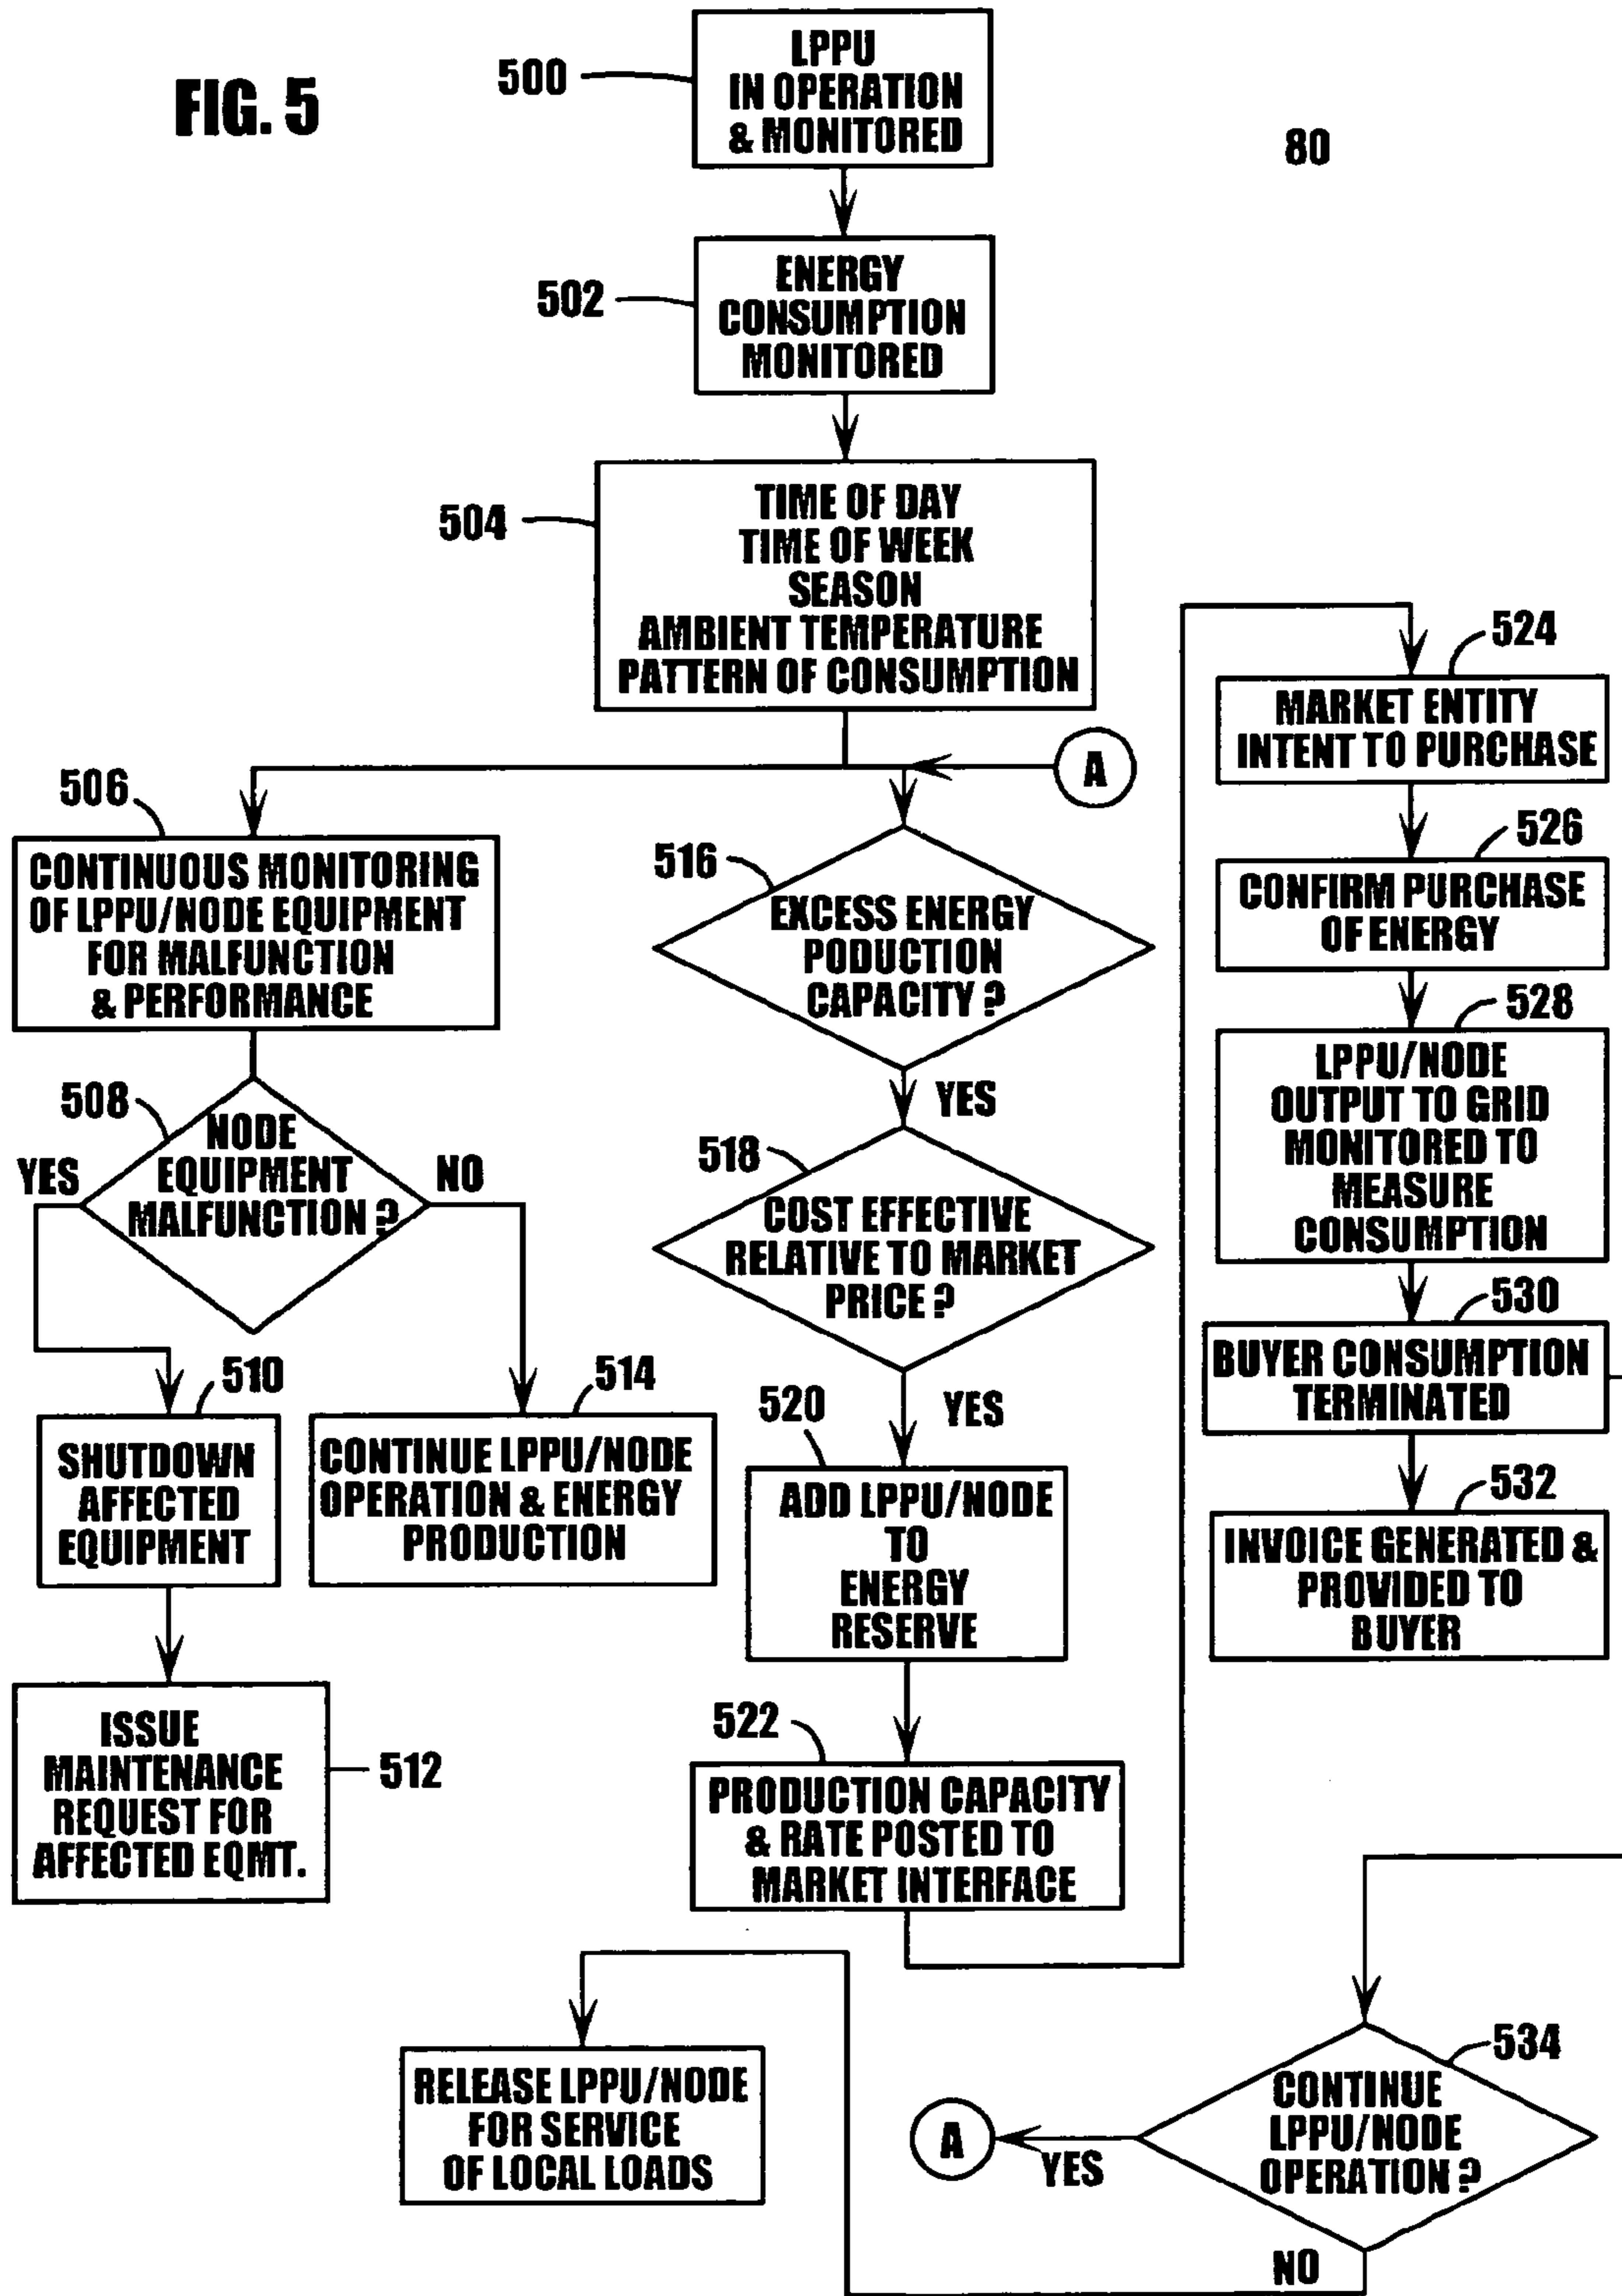 FIG. 5
500
LPPU
IN OPERATION
& MONITORED
80
502
ENERGY
CONSUMPTION
MONITORED
504
TIME OF DAY
TIME OF WEEK
SEASON
AMBIENT TEMPERATURE
PATTERN OF CONSUMPTION
A
506
CONTINUOUS MONITORING
OF LPPU/NODE EQUIPMENT
FOR MALFUNCTION
& PERFORMANCE
508
NODE
EQUIPMENT
MALFUNCTION ?
YES
NO
510
SHUTDOWN
AFFECTED
EQUIPMENT
514
CONTINUE LPPU/NODE
OPERATION & ENERGY
PRODUCTION
ISSUE
MAINTENANCE
REQUEST FOR
AFFECTED EQMT.
512
516
EXCESS ENERGY
PODUCTION
CAPACITY ?
YES
518
COST EFFECTIVE
RELATIVE TO MARKET
PRICE ?
YES
520
ADD LPPU/NODE
TO
ENERGY
RESERVE
522
PRODUCTION CAPACITY
& RATE POSTED TO
MARKET INTERFACE
524
MARKET ENTITY
INTENT TO PURCHASE
526
CONFIRM PURCHASE
OF ENERGY
528
LPPU/NODE
OUTPUT TO GRID
MONITORED TO
MEASURE
CONSUMPTION
530
BUYER CONSUMPTION
TERMINATED
532
INVOICE GENERATED &
PROVIDED TO
BUYER
534
CONTINUE
LPPU/NODE
OPERATION ?
A
YES
NO
RELEASE LPPU/NODE
FOR SERVICE
OF LOCAL LOADS